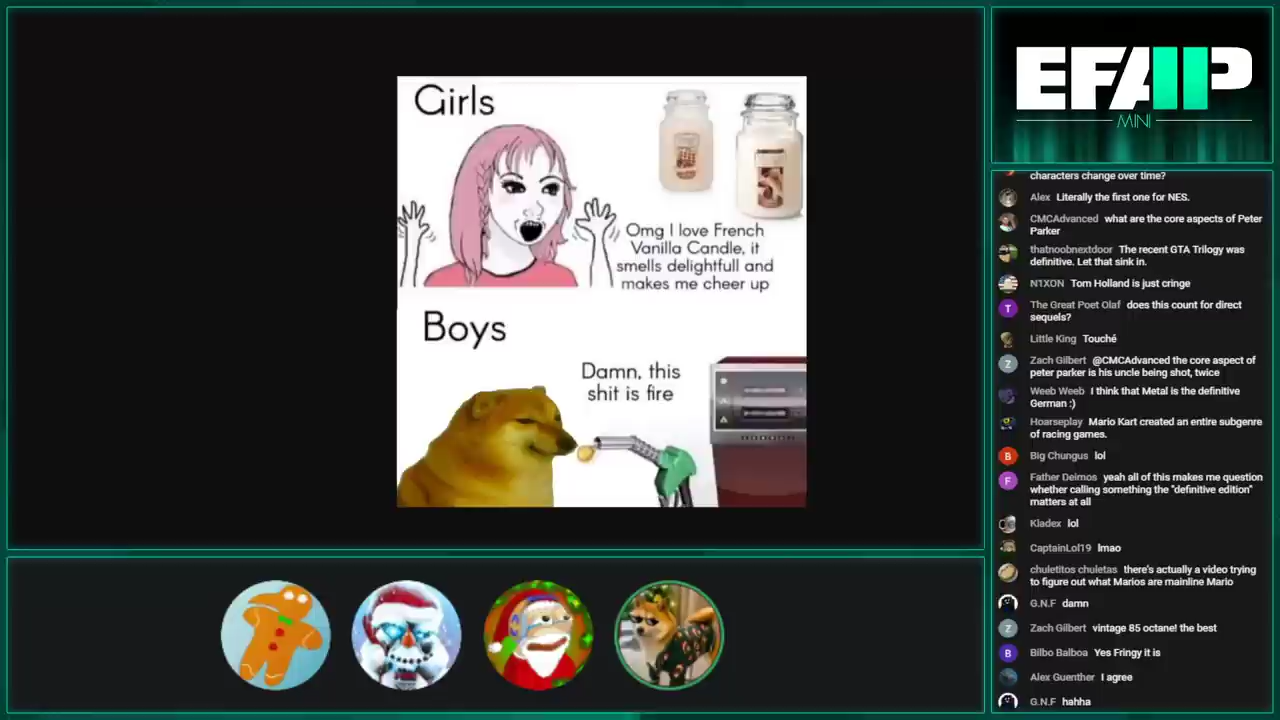 Girls
Omg I love French
Vanilla Candle, it
smells delightfull and
makes me cheer up
Boys
Damn, this
shit is fire
EFAP
MINI
characters change over time?
Alex Literally the first one for NES.
CMCAdvanced what are the core aspects of Peter
Parker
thatnoobnextdoor The recent GTA Trilogy was
definitive. Let that sink in.
N1XON Tom Holland is just cringe
T
The Great Poet Olaf does this count for direct
sequels?
Little King Touché
Z
Zach Gilbert @CMCAdvanced the core aspect of
peter parker is his uncle being shot, twice
Weeb Weeb I think that Metal is the definitive
German :)
Hoarseplay Mario Kart created an entire subgenre
of racing games.
B
Big Chungus lol
F
Father Deimos yeah all of this makes me question
whether calling something the "definitive edition"
matters at all
Kladex lol
CaptainLol19 lmao
chuletitos chuletas there's actually a video trying
to figure out what Marios are mainline Mario
G.N.F damn
Z
Zach Gilbert vintage 85 octane! the best
B
Bilbo Balboa Yes Fringy it is
Alex Guenther I agree
G.N.F hahha